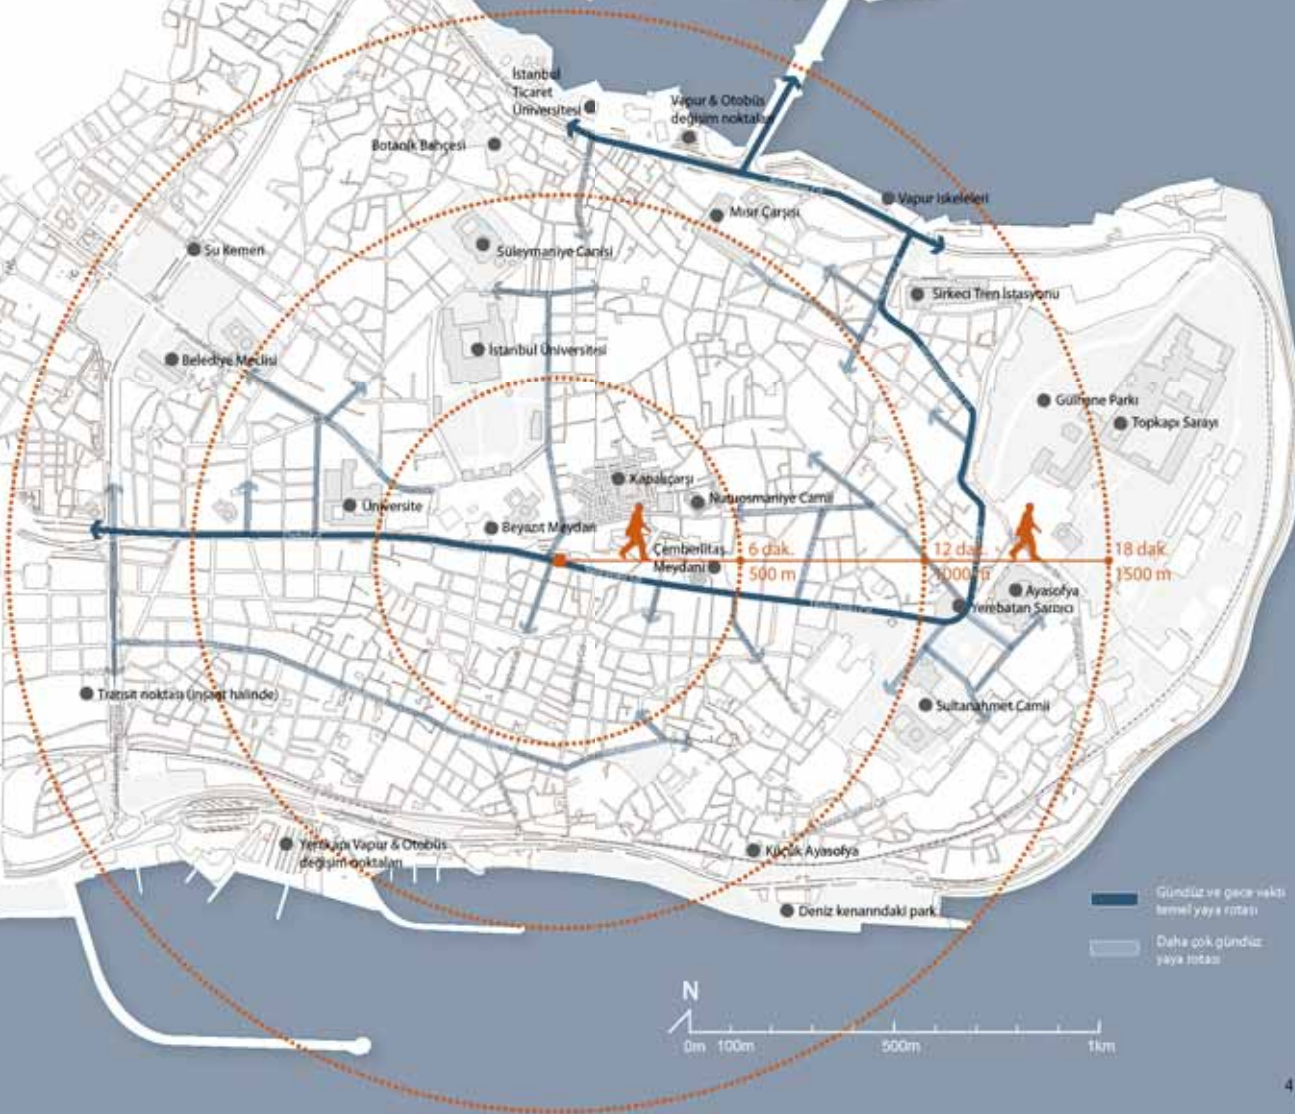 İstanbul
Ticaret
Üniversitesi
Vapur & Otobüs
değişim noktaları
Botanik Bahçesi
Vapur İskeleleri
Mısır Çarşısı
Su Kemeri
Süleymaniye Camisi
Sirkeci Tren İstasyonu
İstanbul Üniversitesi
Belediye Meclisi
Gülhane Parkı
Topkapı Sarayı
Kapalıçarşı
Nuruosmaniye Camii
Üniversite
Beyazıt Meydanı
Çemberlitaş
Meydanı
6 dak.
500 m
12 dak.
1000 m
18 dak.
1500 m
Ayasofya
Yerebatan Sarnıcı
Transit noktası (inşaat halinde)
Sultanahmet Camii
Yenikapı Vapur & Otobüs
değişim noktaları
Küçük Ayasofya
Deniz kenarındaki park
Gündüz ve gece vakti
temel yaya rotası
Daha çok gündüz
yaya rotası
N
0m 100m 500m 1km
4